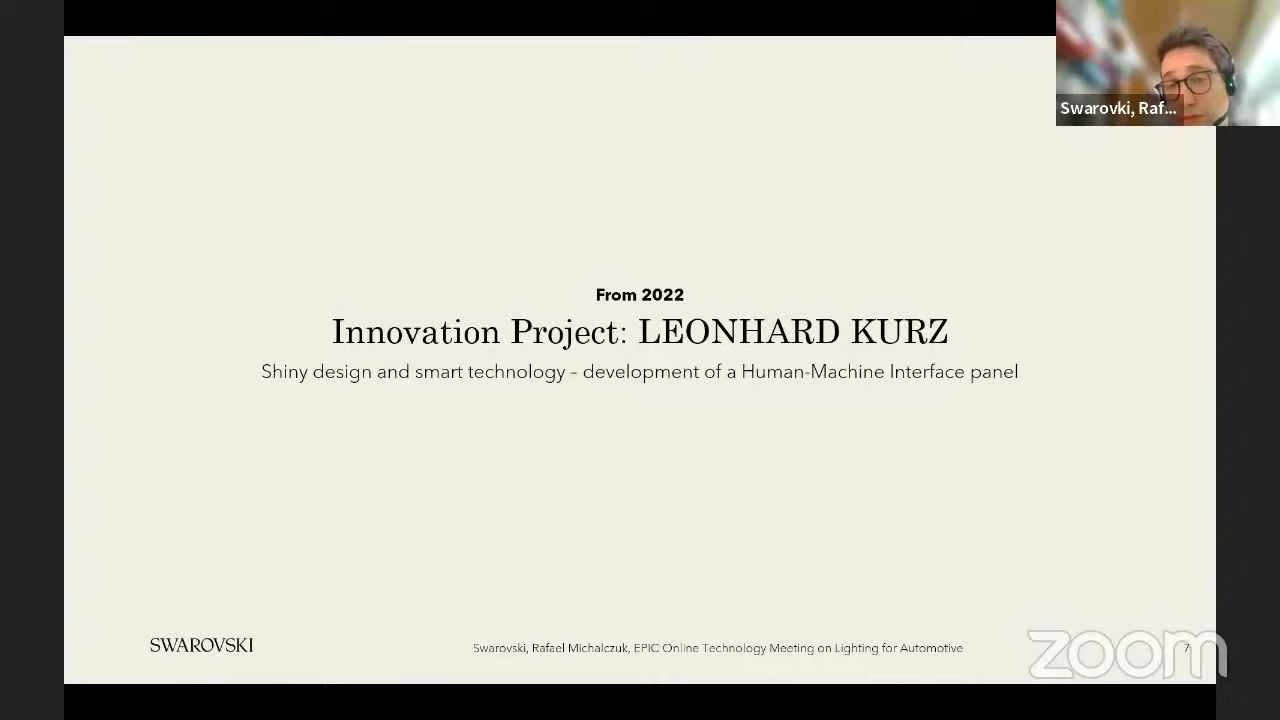 Swarovki, Raf...
From 2022
Innovation Project: LEONHARD KURZ
Shiny design and smart technology – development of a Human-Machine Interface panel
SWAROVSKI
Swarovski, Rafael Michalczuk, EPIC Online Technology Meeting on Lighting for Automotive
7
zoom